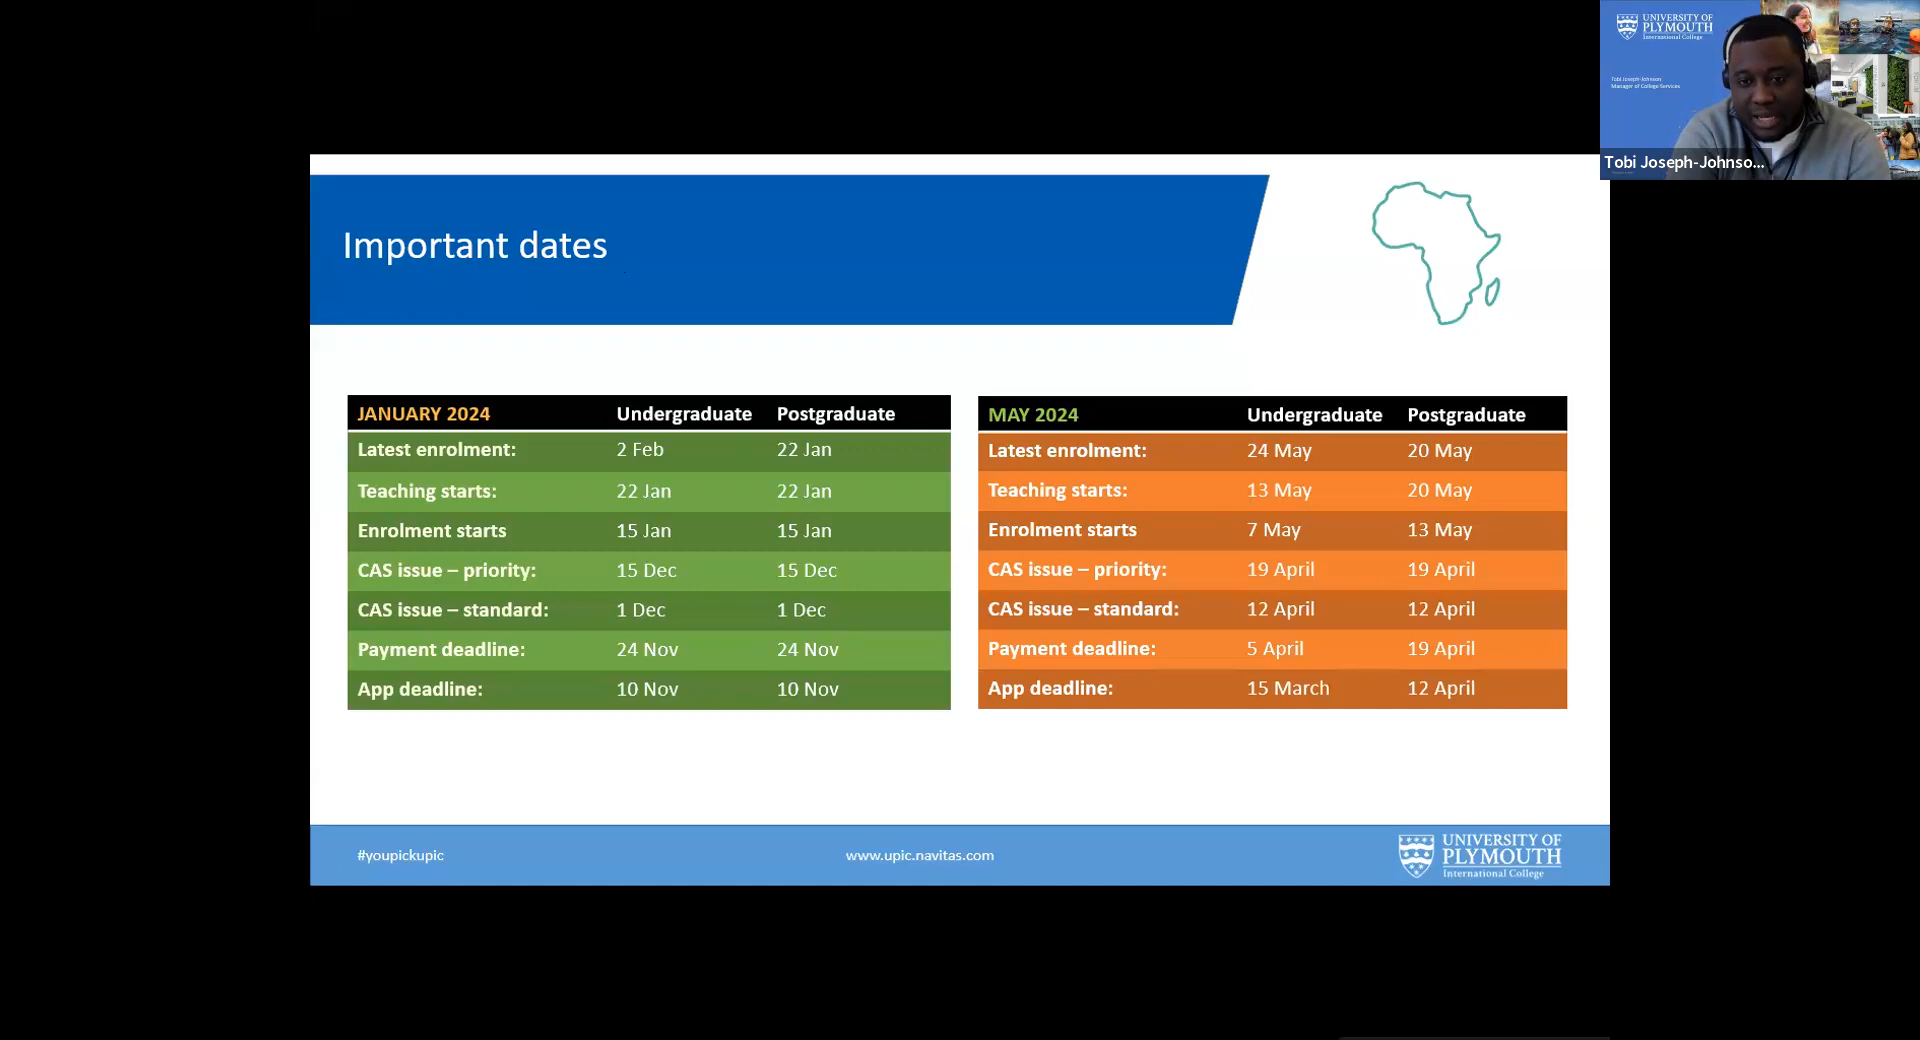 UNIVERSITY OF
PLYMOUTH
International College
Tobi Joseph-Johnson
Manager of College Services
Tobi Joseph-Johnso...
Important dates
JANUARY 2024 Undergraduate Postgraduate
Latest enrolment: 2 Feb 22 Jan
Teaching starts: 22 Jan 22 Jan
Enrolment starts 15 Jan 15 Jan
CAS issue – priority: 15 Dec 15 Dec
CAS issue – standard: 1 Dec 1 Dec
Payment deadline: 24 Nov 24 Nov
App deadline: 10 Nov 10 Nov
MAY 2024 Undergraduate Postgraduate
Latest enrolment: 24 May 20 May
Teaching starts: 13 May 20 May
Enrolment starts 7 May 13 May
CAS issue – priority: 19 April 19 April
CAS issue – standard: 12 April 12 April
Payment deadline: 5 April 19 April
App deadline: 15 March 12 April
#youpickupic
www.upic.navitas.com
UNIVERSITY OF
PLYMOUTH
International College